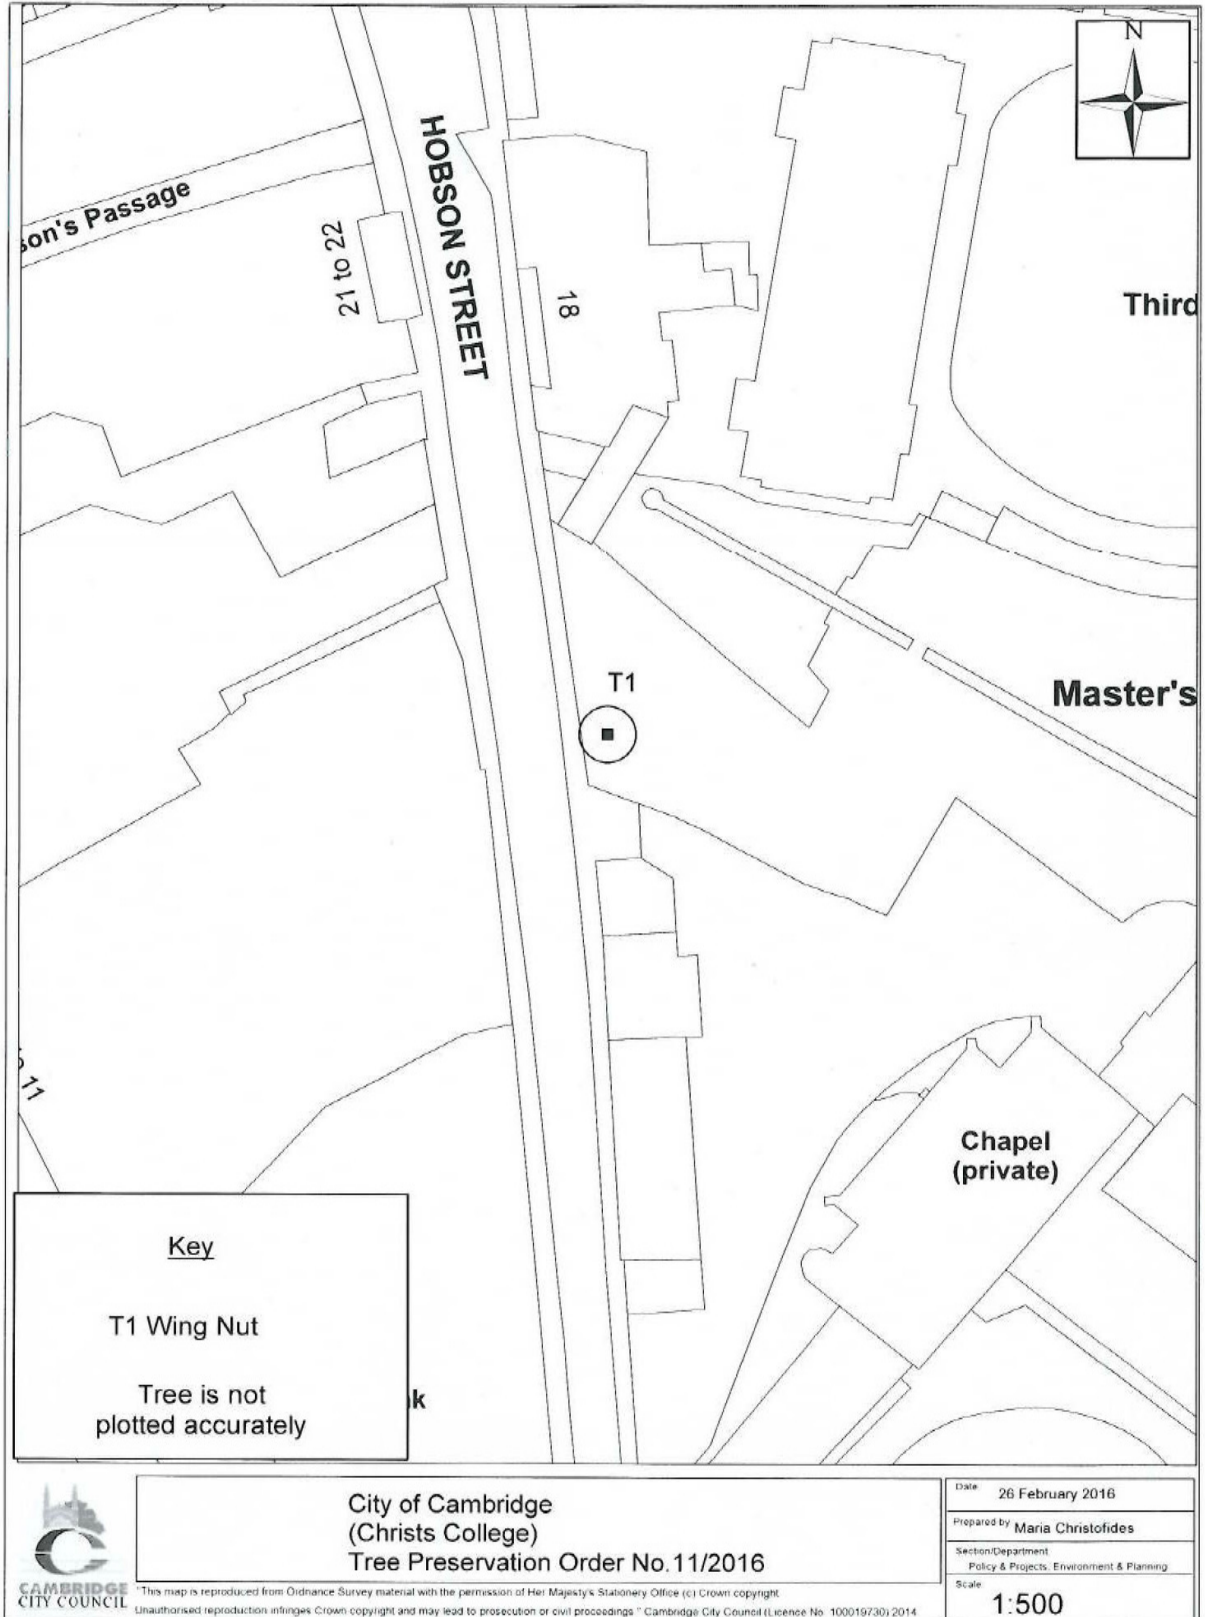 N
HOBSON STREET
son's Passage
21 to 22
18
Third
T1
Master's
11
Chapel
(private)
Key
T1 Wing Nut
Tree is not
plotted accurately
k
CAMBRIDGE
CITY COUNCIL
City of Cambridge
(Christs College)
Tree Preservation Order No.11/2016
"This map is reproduced from Ordnance Survey material with the permission of Her Majesty's Stationery Office (c) Crown copyright
Unauthorised reproduction infringes Crown copyright and may lead to prosecution or civil proceedings " Cambridge City Council (Licence No. 100019730) 2014
Date 26 February 2016
Prepared by Maria Christofides
Section/Department
Policy & Projects. Environment & Planning
Scale
1:500